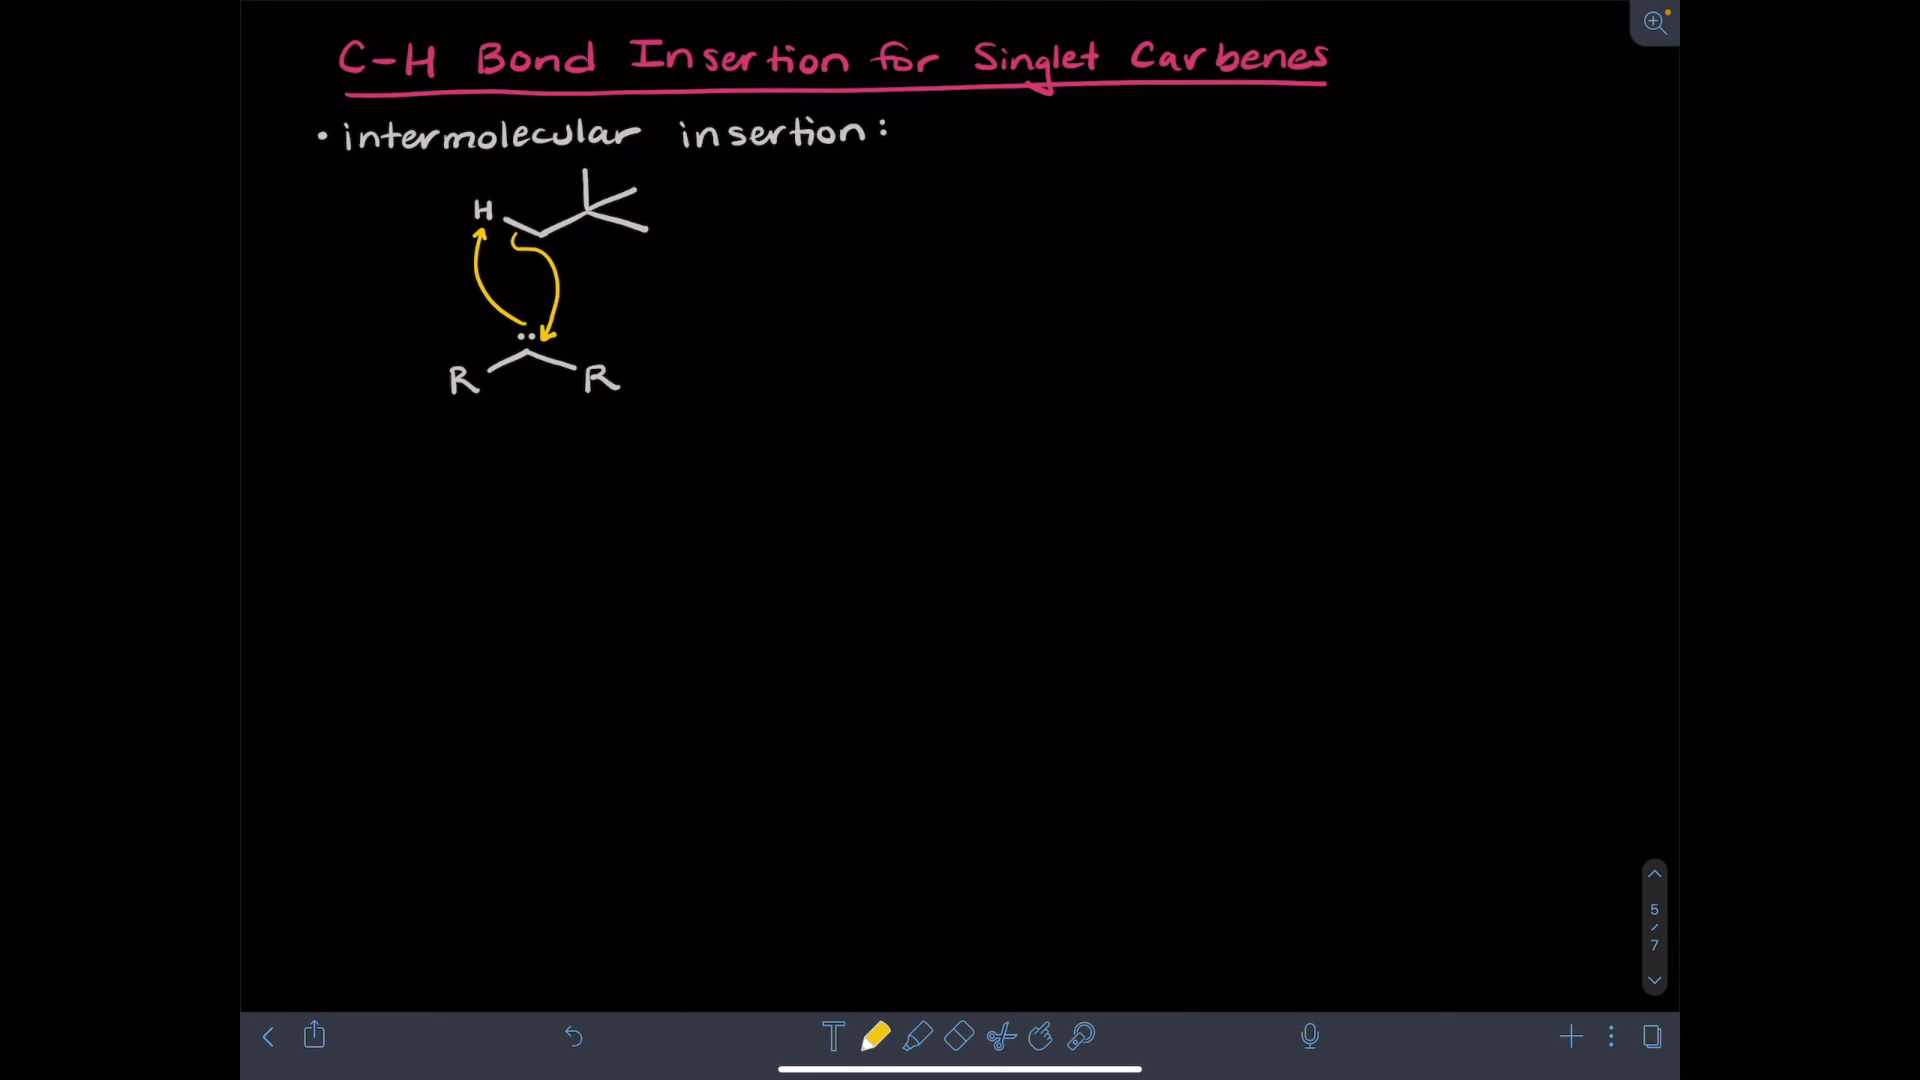 C-H Bond Insertion for Singlet Carbenes
• intermolecular insertion:
H
R R
5
/
7
T